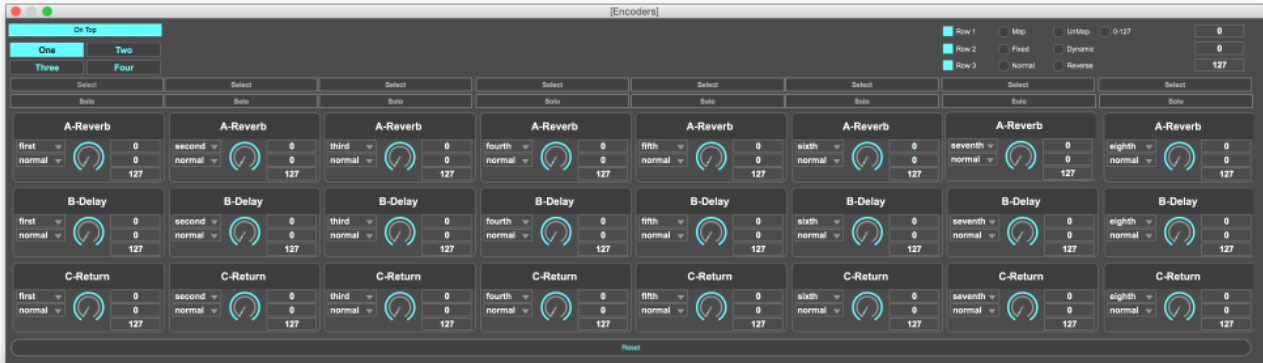 [Encoders]
On Top
Row 1 Map UnMap 0-127 0
One Two
Row 2 Fixed Dynamic 0
Three Four
Row 3 Normal Reverse 127
Select Select Select Select Select Select Select Select
Solo Solo Solo Solo Solo Solo Solo Solo
A-Reverb A-Reverb A-Reverb A-Reverb A-Reverb A-Reverb A-Reverb A-Reverb
first 0 second 0 third 0 fourth 0 fifth 0 sixth 0 seventh 0 eighth 0
normal 0 normal 0 normal 0 normal 0 normal 0 normal 0 normal 0 normal 0
127 127 127 127 127 127 127 127
B-Delay B-Delay B-Delay B-Delay B-Delay B-Delay B-Delay B-Delay
first 0 second 0 third 0 fourth 0 fifth 0 sixth 0 seventh 0 eighth 0
normal 0 normal 0 normal 0 normal 0 normal 0 normal 0 normal 0 normal 0
127 127 127 127 127 127 127 127
C-Return C-Return C-Return C-Return C-Return C-Return C-Return C-Return
first 0 second 0 third 0 fourth 0 fifth 0 sixth 0 seventh 0 eighth 0
normal 0 normal 0 normal 0 normal 0 normal 0 normal 0 normal 0 normal 0
127 127 127 127 127 127 127 127
Reset